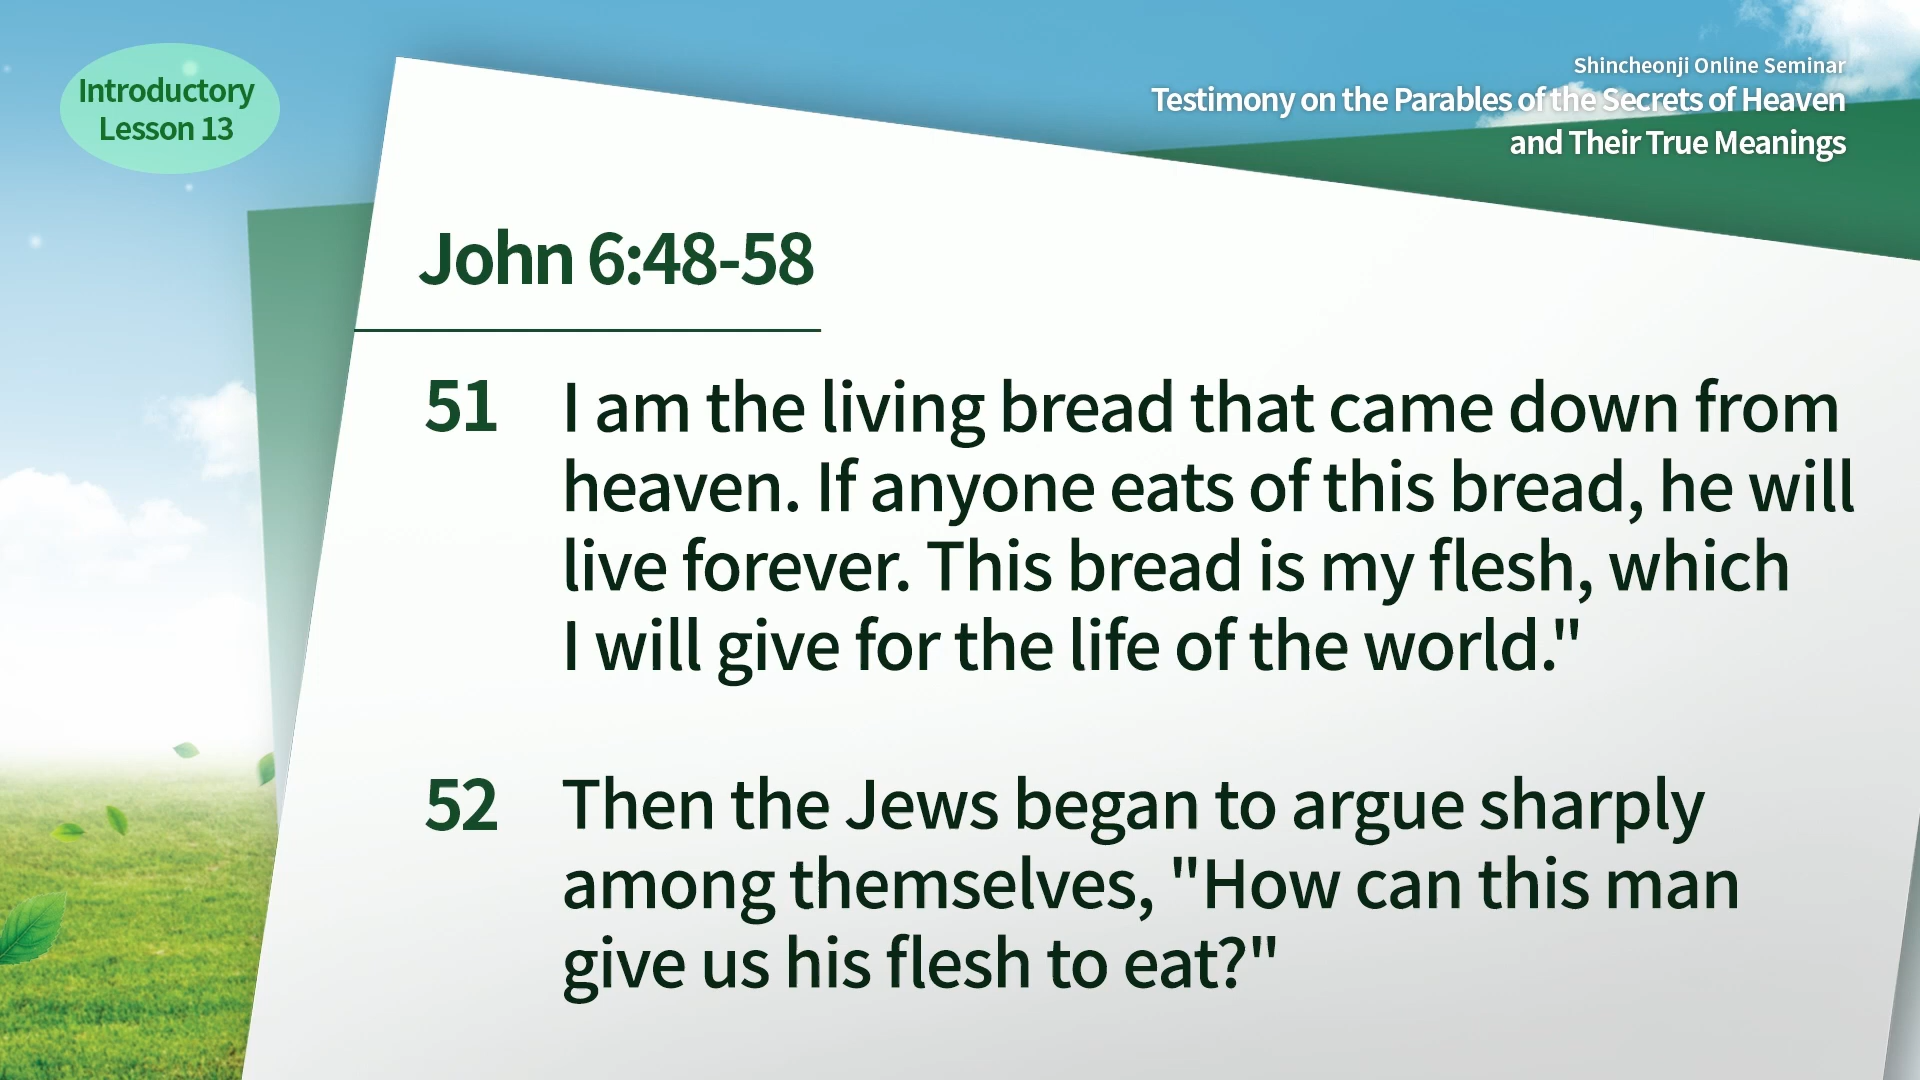 Introductory
Lesson 13
Shincheonji Online Seminar
Testimony on the Parables of the Secrets of Heaven
and Their True Meanings
John 6:48-58
51 I am the living bread that came down from
heaven. If anyone eats of this bread, he will
live forever. This bread is my flesh, which
I will give for the life of the world."
52 Then the Jews began to argue sharply
among themselves, "How can this man
give us his flesh to eat?"